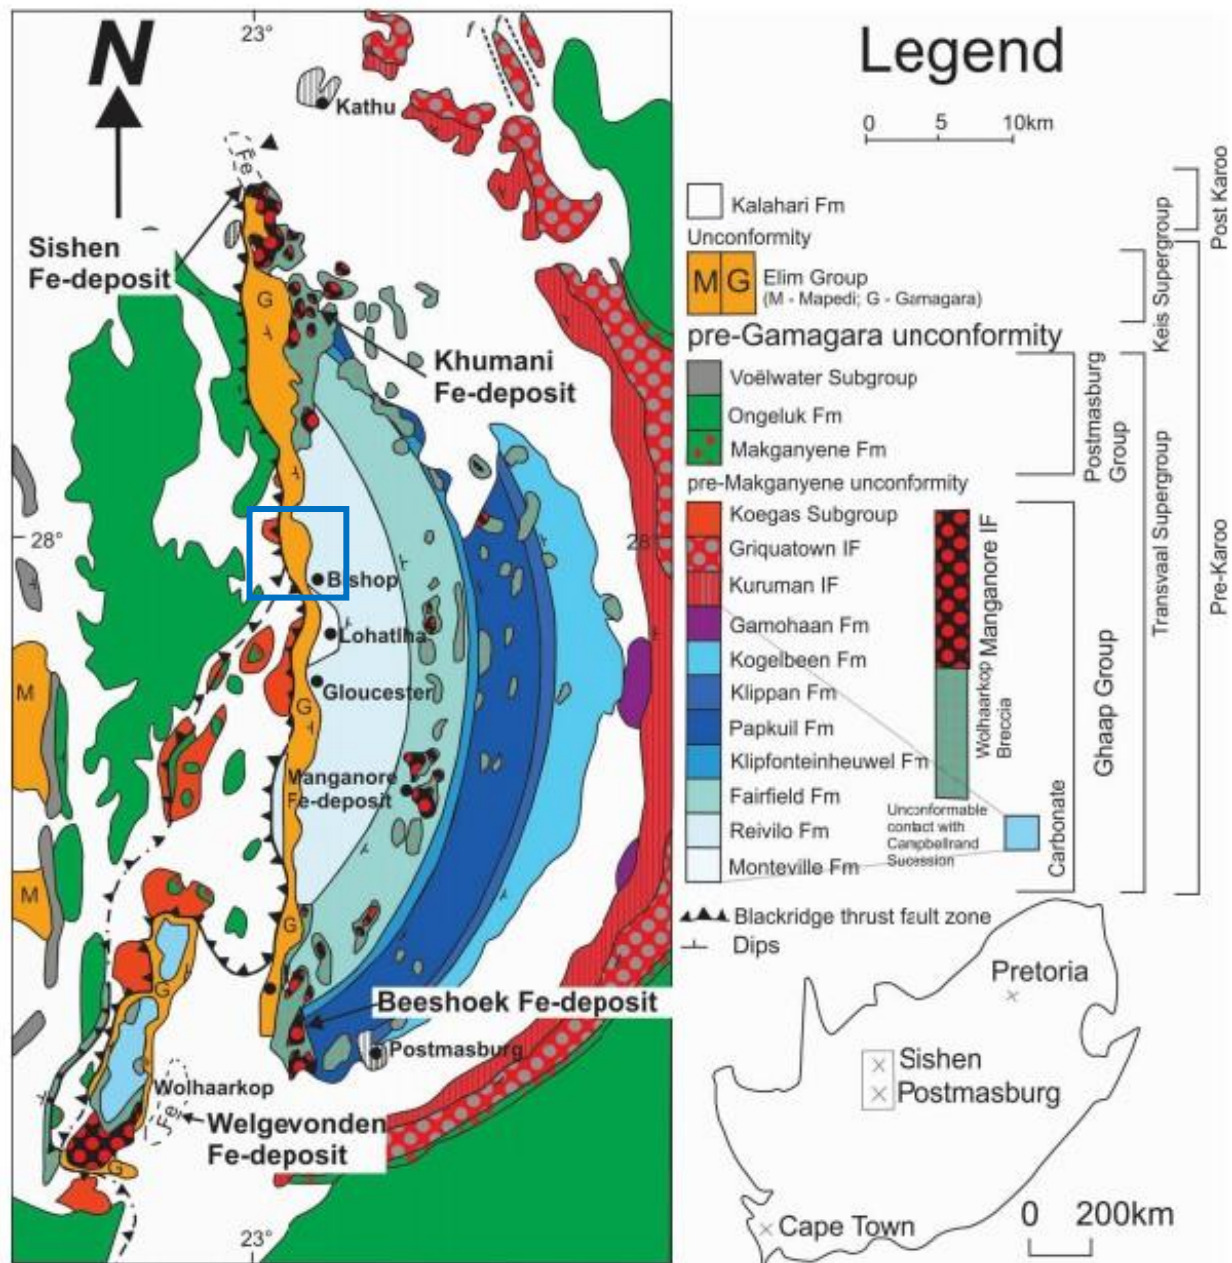 N
23°
f
f
Kathu
Fe
Sishen
Fe-deposit
G
Khumani
Fe-deposit
28°
28°
Bishop
Lohatlha
Gloucester
M
G
Manganore
Fe-deposit
M
G
G
Beeshoek Fe-deposit
Postmasburg
Wolhaarkop
Fe
Welgevonden
Fe-deposit
G
23°
Legend
0 5 10km
Kalahari Fm
Unconformity
M G Elim Group
(M - Mapedi; G - Gamagara)
pre-Gamagara unconformity
Voëlwater Subgroup
Ongeluk Fm
Makganyene Fm
pre-Makganyene unconformity
Koegas Subgroup
Griquatown IF
Kuruman IF
Gamohaan Fm
Kogelbeen Fm
Klippan Fm
Papkuil Fm
Klipfonteinheuwel Fm
Fairfield Fm
Reivilo Fm
Monteville Fm
Manganore IF
Wolhaarkop
Breccia
Unconformable
contact with
Campbellrand
Sucession
Carbonate
Ghaap Group
Postmasburg
Group
Transvaal Supergroup
Keis Supergroup
Post Karoo
Pre-Karoo
Blackridge thrust fault zone
Dips
Pretoria
Sishen
Postmasburg
Cape Town
0 200km